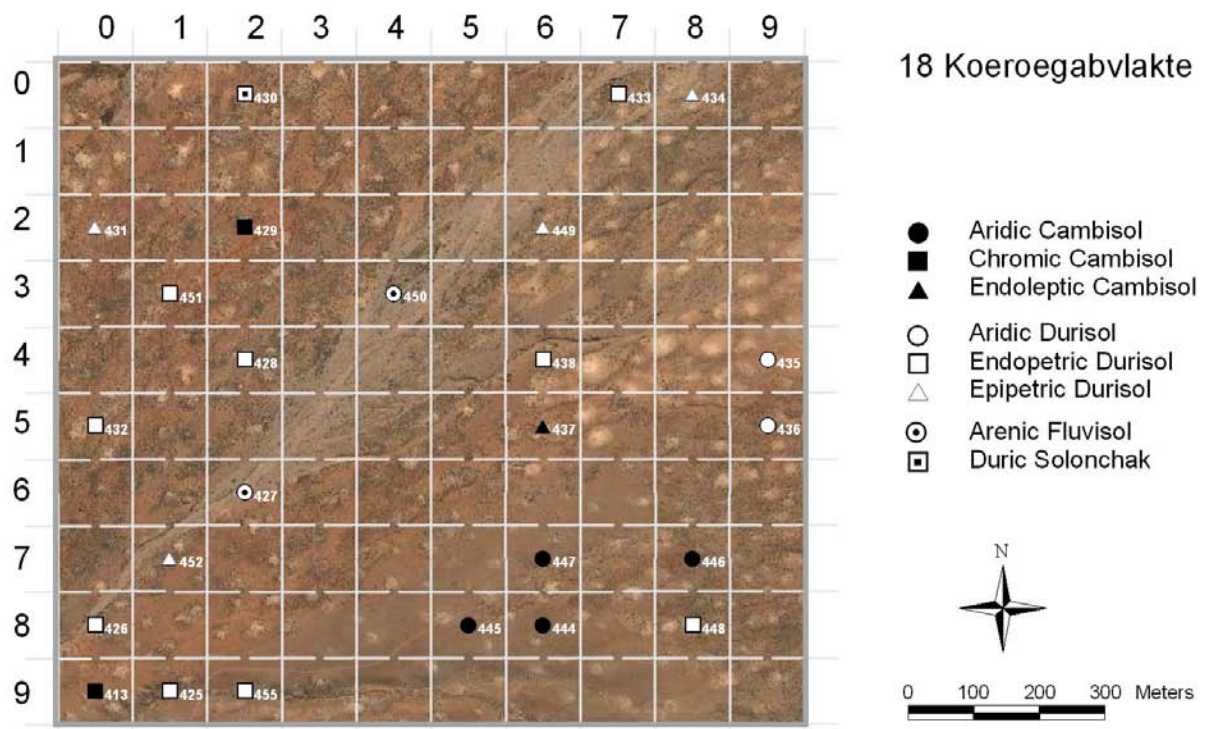 0 1 2 3 4 5 6 7 8 9
18 Koeroegabvlakte
0
430 433 434
1
2
431 429 449
3
451 450
4
428 438 435
5
432 437 436
6
427
7
452 447 446
8
426 445 444 448
9
413 425 455
Aridic Cambisol
Chromic Cambisol
Endoleptic Cambisol
Aridic Durisol
Endopetric Durisol
Epipetric Durisol
Arenic Fluvisol
Duric Solonchak
N
0 100 200 300 Meters